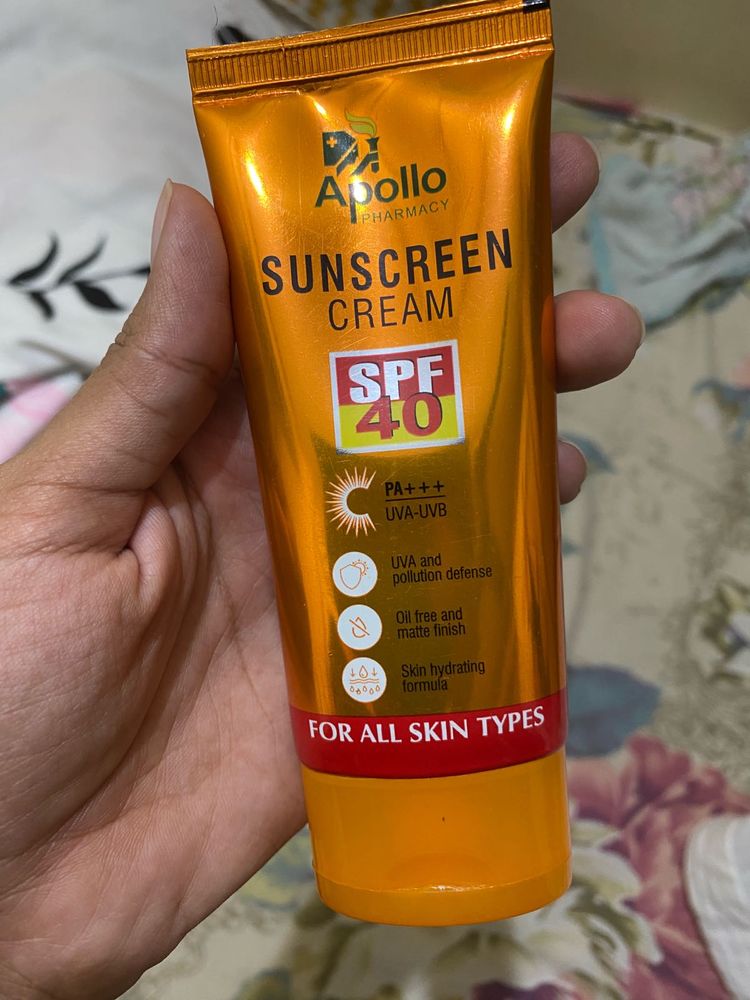 Apollo
PHARMACY
SUNSCREEN
CREAM
SPF
40
PA+++
UVA-UVB
UVA and
pollution defense
Oil free and
matte finish
Skin hydrating
formula
FOR ALL SKIN TYPES